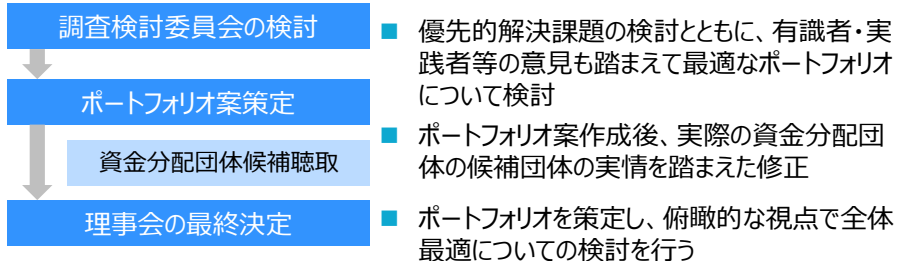 調査検討委員会の検討
■ 優先的解決課題の検討とともに、有識者・実
践者等の意見も踏まえて最適なポートフォリオ
について検討
ポートフォリオ案策定
■ ポートフォリオ案作成後、実際の資金分配団
体の候補団体の実情を踏まえた修正
資金分配団体候補聴取
理事会の最終決定
■ ポートフォリオを策定し、俯瞰的な視点で全体
最適についての検討を行う